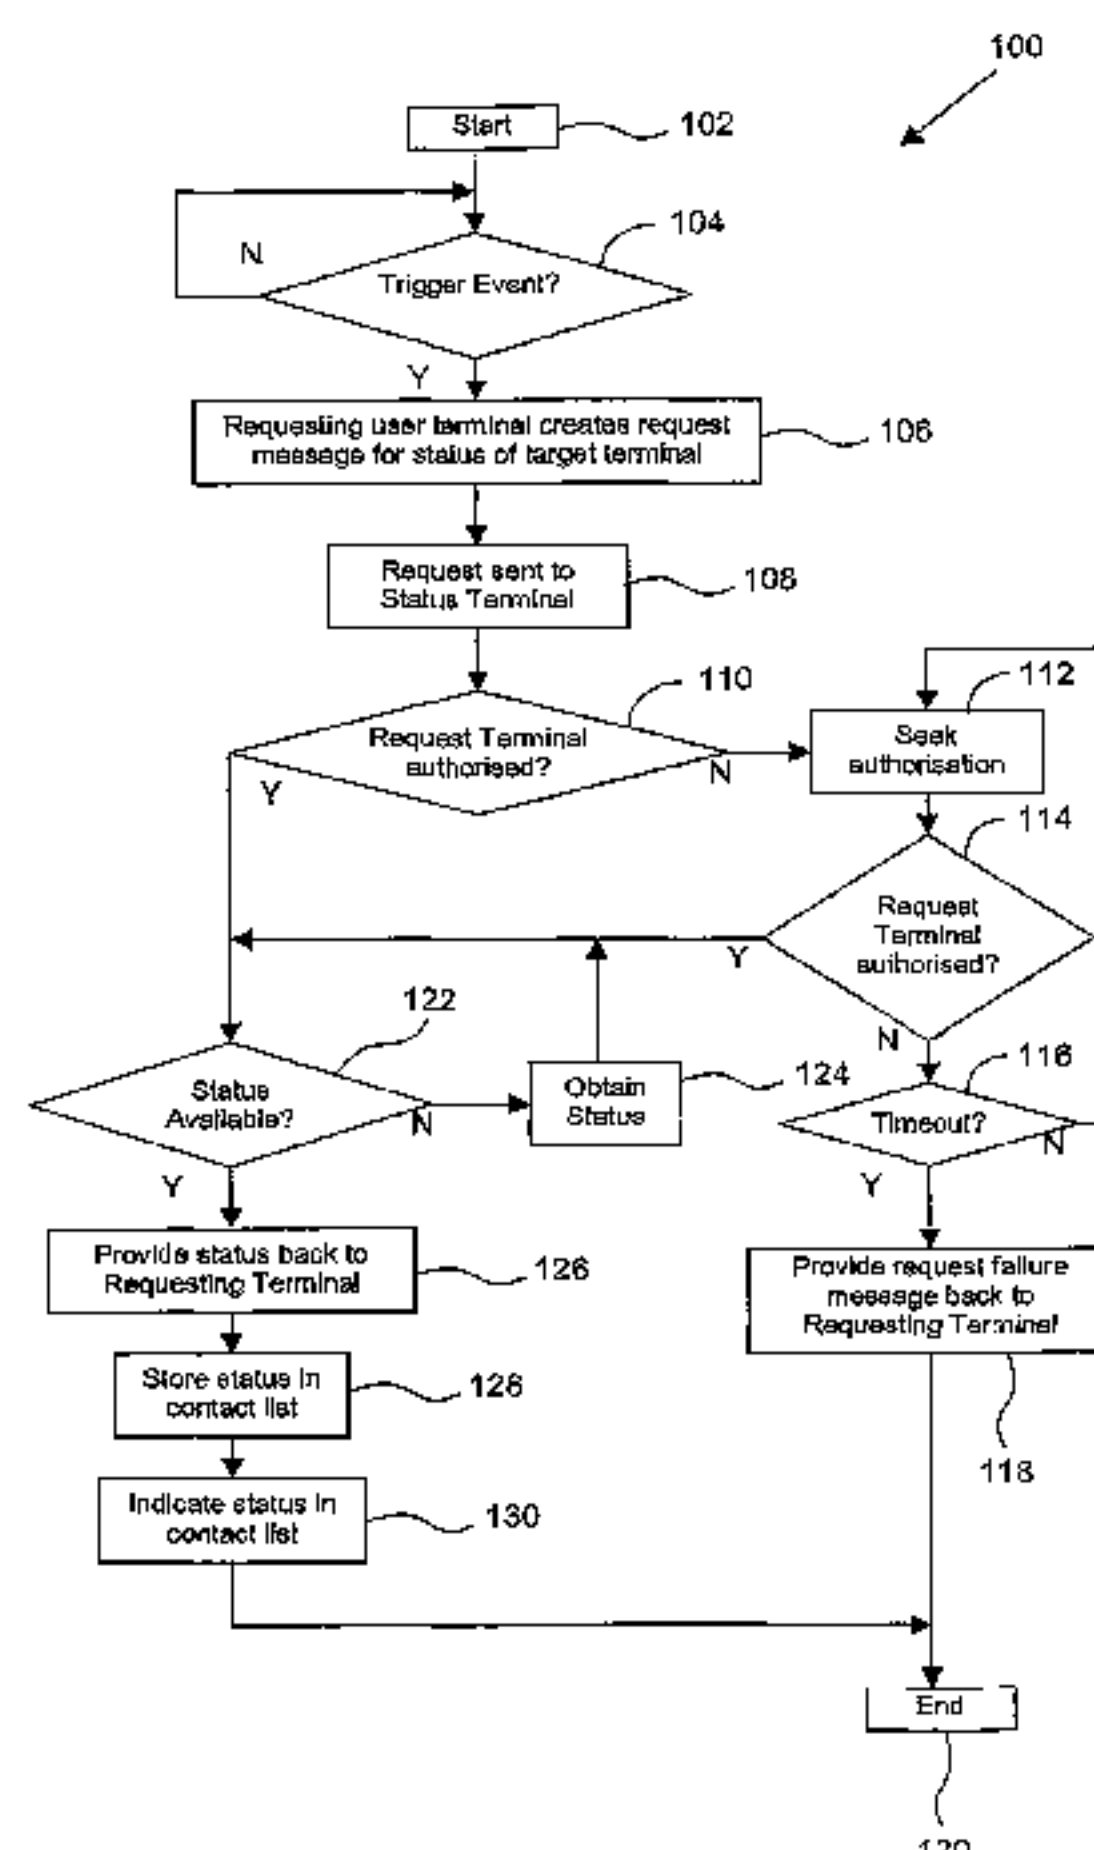 100
Start
102
104
N
Trigger Event?
Y
Requesting user terminal creates request
message for status of target terminal
106
Request sent to
Status Terminal
108
110
112
Request Terminal
authorised?
Y
N
Seek
authorisation
114
Request
Terminal
authorised?
Y
N
122
116
Status
Available?
N
Y
Obtain
Status
124
Timeout?
N
Y
Provide status back to
Requesting Terminal
126
Provide request failure
message back to
Requesting Terminal
Store status in
contact list
128
118
Indicate status in
contact list
130
End